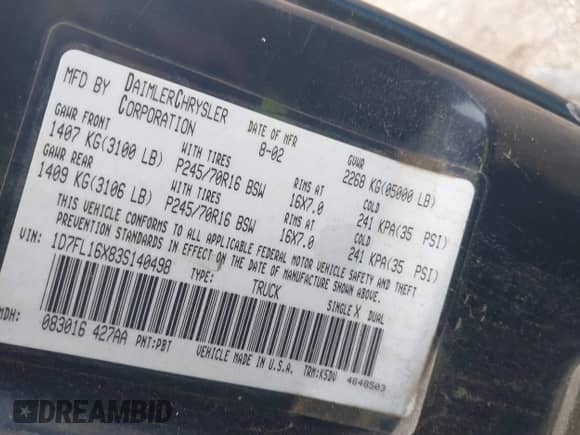 MFD BY DAIMLERCHRYSLER CORPORATION
DATE OF MFR 8-02
GVWR 2268 KG(05000 LB)
GAWR FRONT 1407 KG(3100 LB)
WITH TIRES P245/70R16 BSW
RIMS AT 16X7.0
COLD 241 KPA(35 PSI)
GAWR REAR 1409 KG(3106 LB)
WITH TIRES P245/70R16 BSW
RIMS AT 16X7.0
COLD 241 KPA(35 PSI)
THIS VEHICLE CONFORMS TO ALL APPLICABLE FEDERAL MOTOR VEHICLE SAFETY AND THEFT
PREVENTION STANDARDS IN EFFECT ON THE DATE OF MANUFACTURE SHOWN ABOVE.
VIN: 1D7FL16X83S140498
TYPE: TRUCK
SINGLE X DUAL
MDH: 083016 427AA
PNT:PBT
VEHICLE MADE IN U.S.A.
TRM:K5DV
4648503
DREAMBID